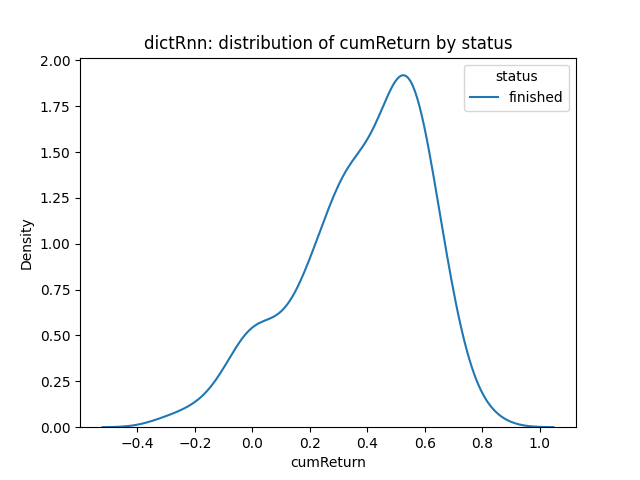 dictRnn: distribution of cumReturn by status
status
finished
2.00
1.75
1.50
1.25
1.00
0.75
0.50
0.25
0.00
Density
−0.4 −0.2 0.0 0.2 0.4 0.6 0.8 1.0
cumReturn